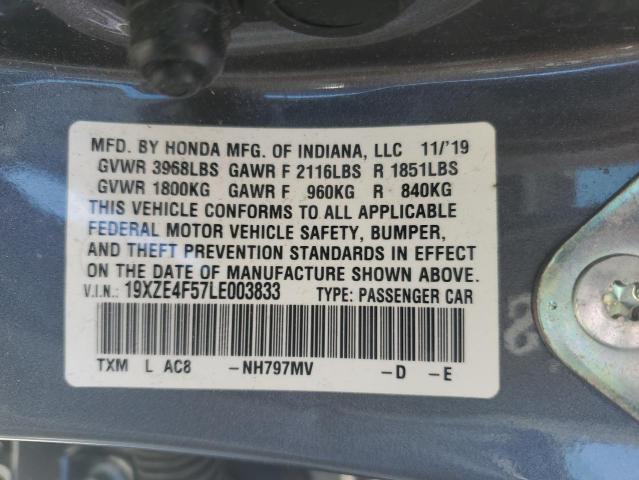 MFD. BY HONDA MFG. OF INDIANA, LLC 11/'19
GVWR 3968LBS GAWR F 2116LBS R 1851LBS
GVWR 1800KG GAWR F 960KG R 840KG
THIS VEHICLE CONFORMS TO ALL APPLICABLE
FEDERAL MOTOR VEHICLE SAFETY, BUMPER,
AND THEFT PREVENTION STANDARDS IN EFFECT
ON THE DATE OF MANUFACTURE SHOWN ABOVE.
V.I.N.: 19XZE4F57LE003833 TYPE: PASSENGER CAR
TXM L AC8 -NH797MV -D -E
8